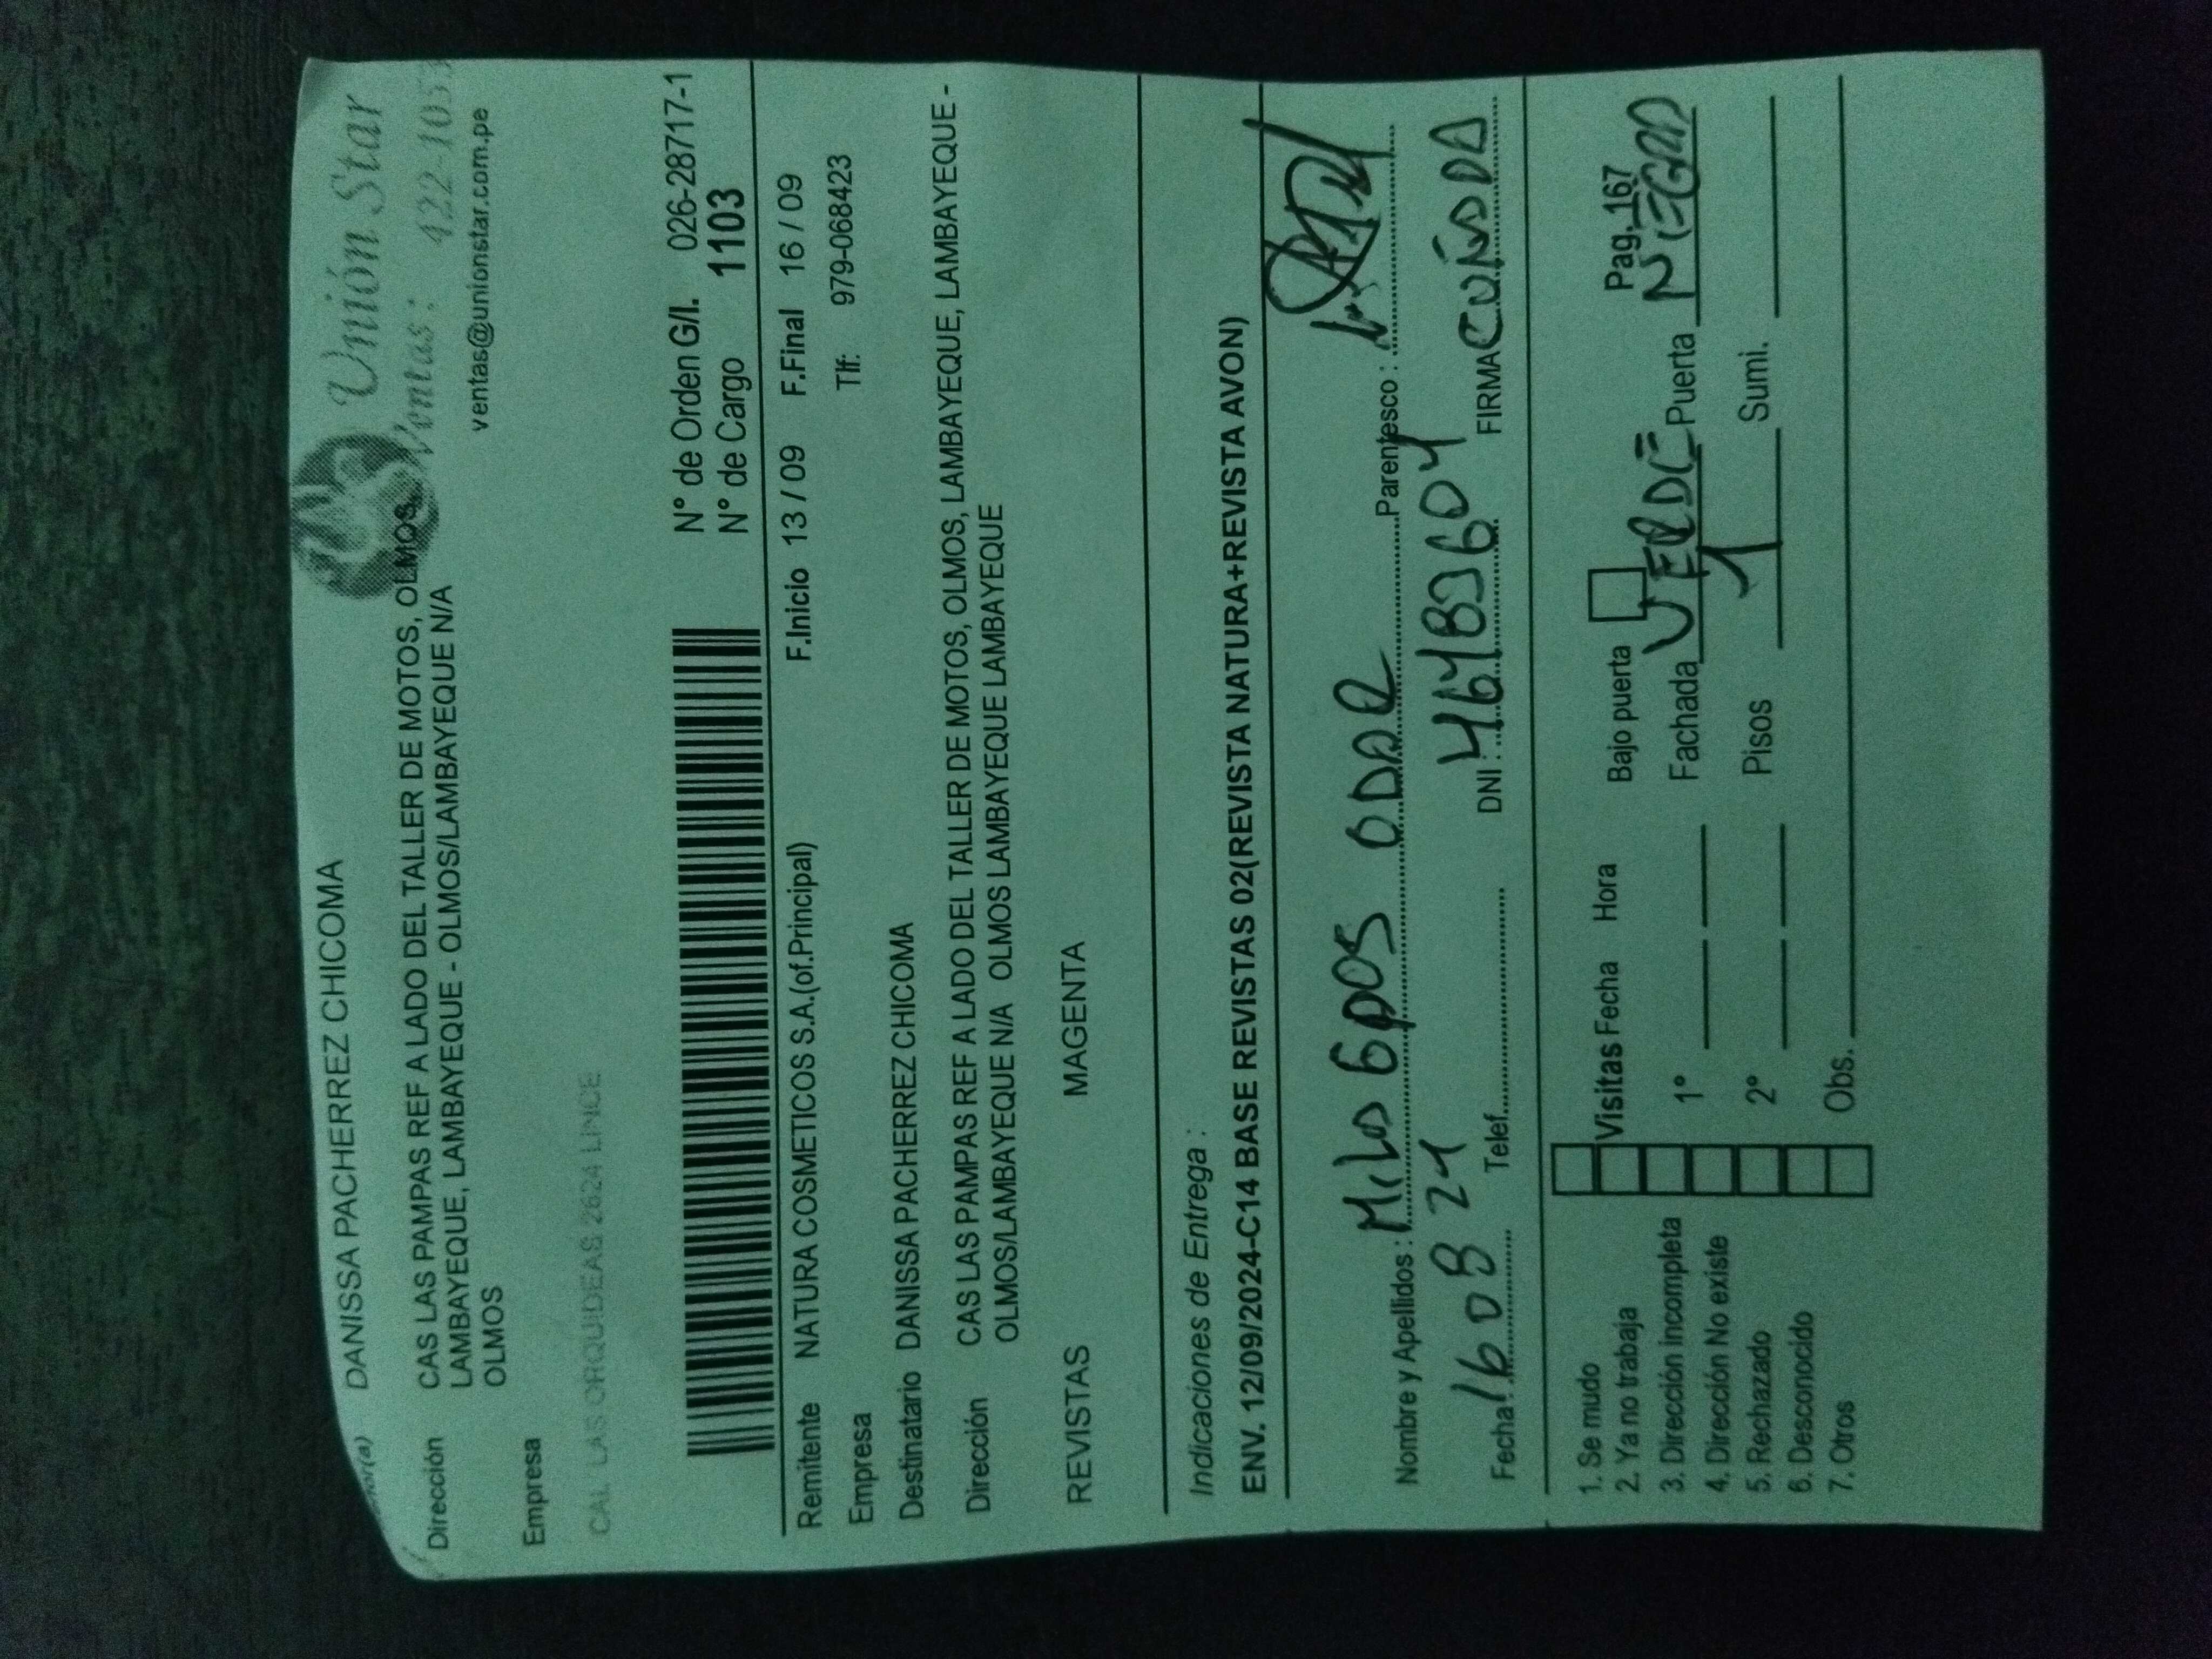 Unión Star
Ventas: 422-105
ventas@unionstar.com.pe
DANISSA PACHERREZ CHICOMA
Dirección CAS LAS PAMPAS REF A LADO DEL TALLER DE MOTOS, OLMOS,
LAMBAYEQUE, LAMBAYEQUE - OLMOS/LAMBAYEQUE N/A
OLMOS
Empresa
CAL LAS ORQUIDEAS 2624 LINCE
N° de Orden G/I. 026-28717-1
N° de Cargo 1103
Remitente NATURA COSMETICOS S.A.(of.Principal) F.Inicio 13 / 09 F.Final 16 / 09
Empresa Tlf: 979-068423
Destinatario DANISSA PACHERREZ CHICOMA
Dirección CAS LAS PAMPAS REF A LADO DEL TALLER DE MOTOS, OLMOS, LAMBAYEQUE, LAMBAYEQUE -
OLMOS/LAMBAYEQUE N/A OLMOS LAMBAYEQUE LAMBAYEQUE
REVISTAS MAGENTA
Indicaciones de Entrega :
ENV. 12/09/2024-C14 BASE REVISTAS 02(REVISTA NATURA+REVISTA AVON)
Nombre y Apellidos : Parentesco :
Fecha: Telef. DNI : FIRMA CUÑADA
1. Se mudo
2. Ya no trabaja Visitas Fecha Hora Bajo puerta Pag. 167
3. Dirección incompleta 1° Fachada VERDE Puerta NEGRO
4. Dirección No existe
5. Rechazado 2° Pisos 1 Sumi.
6. Desconocido
7. Otros Obs.